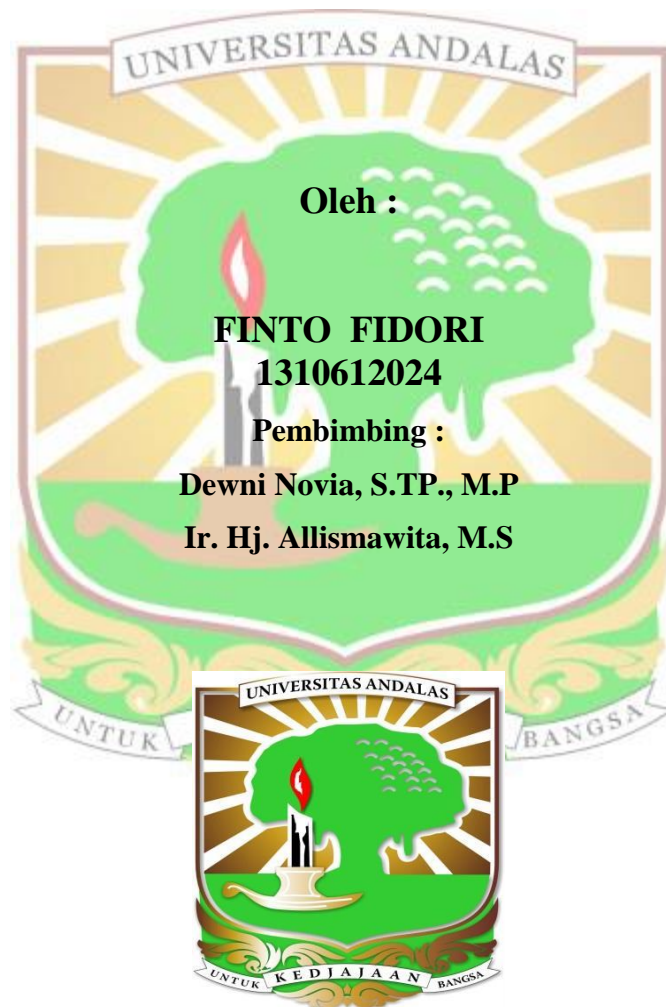 UNIVERSITAS ANDALAS
Oleh :
FINTO FIDORI
1310612024
Pembimbing :
Dewni Novia, S.TP., M.P
Ir. Hj. Allismawita, M.S
UNTUK BANGSA
UNIVERSITAS ANDALAS
UNTUK KEDJAJAAN BANGSA